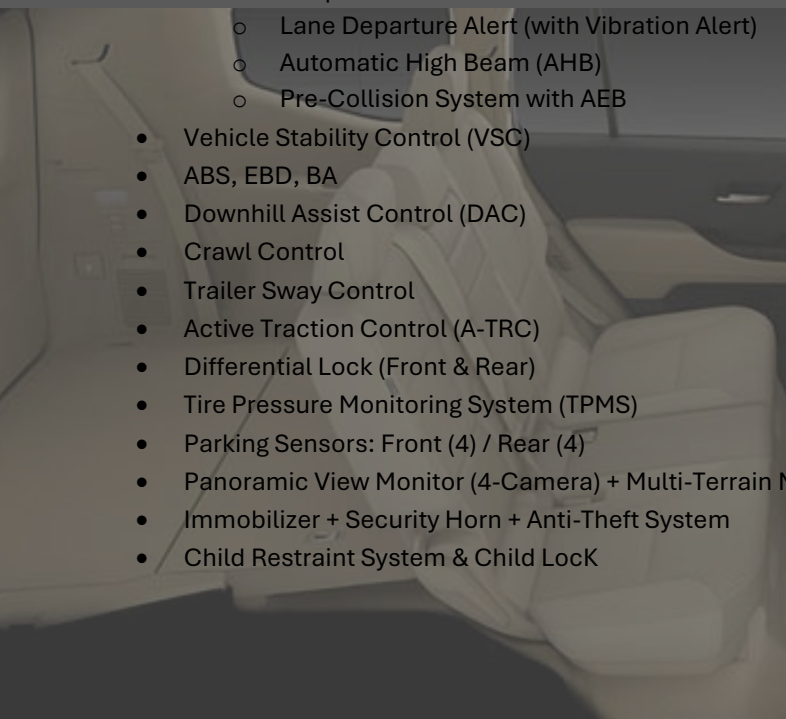 o Lane Departure Alert (with Vibration Alert)
o Automatic High Beam (AHB)
o Pre-Collision System with AEB
• Vehicle Stability Control (VSC)
• ABS, EBD, BA
• Downhill Assist Control (DAC)
• Crawl Control
• Trailer Sway Control
• Active Traction Control (A-TRC)
• Differential Lock (Front & Rear)
• Tire Pressure Monitoring System (TPMS)
• Parking Sensors: Front (4) / Rear (4)
• Panoramic View Monitor (4-Camera) + Multi-Terrain
• Immobilizer + Security Horn + Anti-Theft System
• Child Restraint System & Child LocK